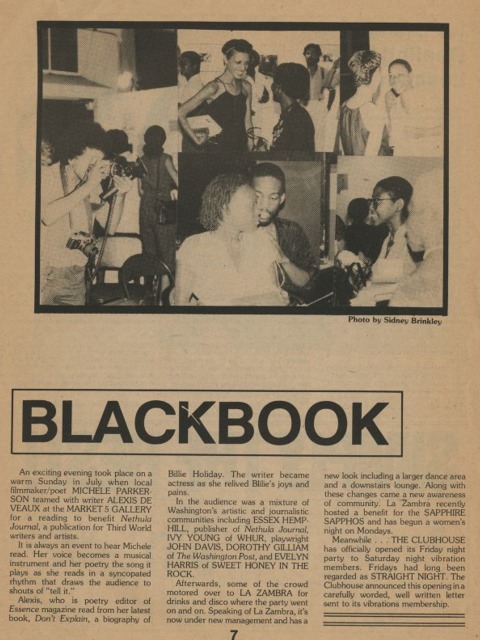 Photo by Sidney Brinkley
BLACKBOOK
An exciting evening took place on a
warm Sunday in July when local
filmmaker/poet MICHELE PARKER-
SON teamed with writer ALEXIS DE
VEAUX at the MARKET 5 GALLERY
for a reading to benefit Nethula
Journal, a publication for Third World
writers and artists.
It is always an event to hear Michele
read. Her voice becomes a musical
instrument and her poetry the song it
plays as she reads in a syncopated
rhythm that draws the audience to
shouts of "tell it."
Alexis, who is poetry editor of
Essence magazine read from her latest
book, Don't Explain, a biography of
Billie Holiday. The writer became
actress as she relived Blilie's joys and
pains.
In the audience was a mixture of
Washington's artistic and journalistic
communities including ESSEX HEMP-
HILL, publisher of Nethula Journal,
IVY YOUNG of WHUR, playwright
JOHN DAVIS, DOROTHY GILLIAM
of The Washington Post, and EVELYN
HARRIS of SWEET HONEY IN THE
ROCK.
Afterwards, some of the crowd
motored over to LA ZAMBRA for
drinks and disco where the party went
on and on. Speaking of La Zambra, it's
now under new management and has a
new look including a larger dance area
and a downstairs lounge. Along with
these changes came a new awareness
of community. La Zambra recently
hosted a benefit for the SAPPHIRE
SAPPHOS and has begun a women's
night on Mondays.
Meanwhile . . . THE CLUBHOUSE
has officially opened its Friday night
party to Saturday night vibration
members. Fridays had long been
regarded as STRAIGHT NIGHT. The
Clubhouse announced this opening in a
carefully worded, well written letter
sent to its vibrations membership.
7